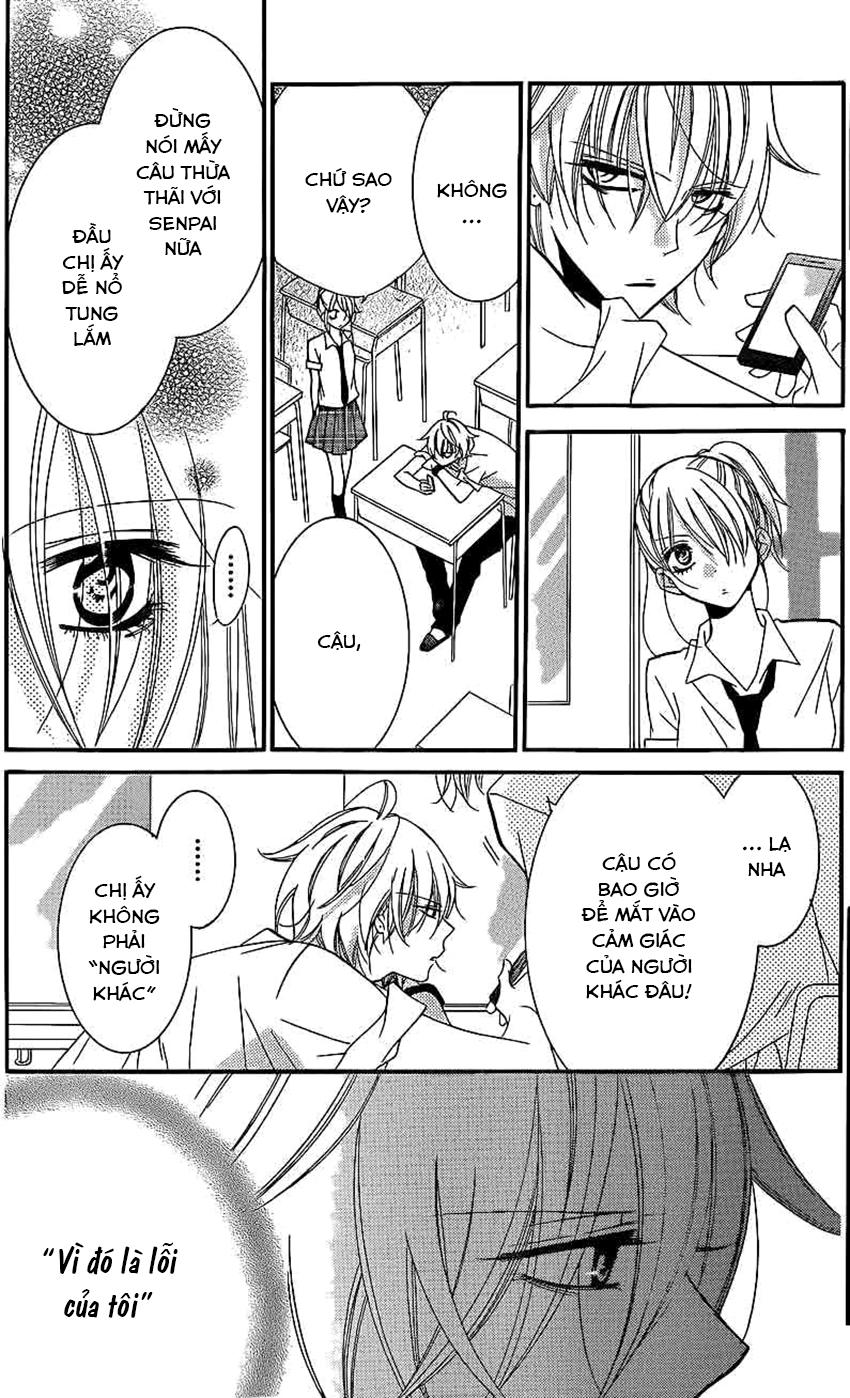 KHÔNG
...
CHỨ SAO
VẬY?
CẬU,
ĐỪNG
NÓI MẤY
CÂU THỪA
THÃI VỚI
SENPAI
NỮA
ĐẦU
CHỊ ẤY
DỄ NỔ
TUNG
LẮM
......
... LẠ
NHA
CẬU CÓ
BAO GIỜ
ĐỂ MẮT VÀO
CẢM GIÁC
CỦA NGƯỜI
KHÁC ĐÂU!
......
CHỊ ẤY
KHÔNG
PHẢI
“NGƯỜI
KHÁC”
“Vì đó là lỗi
của tôi”